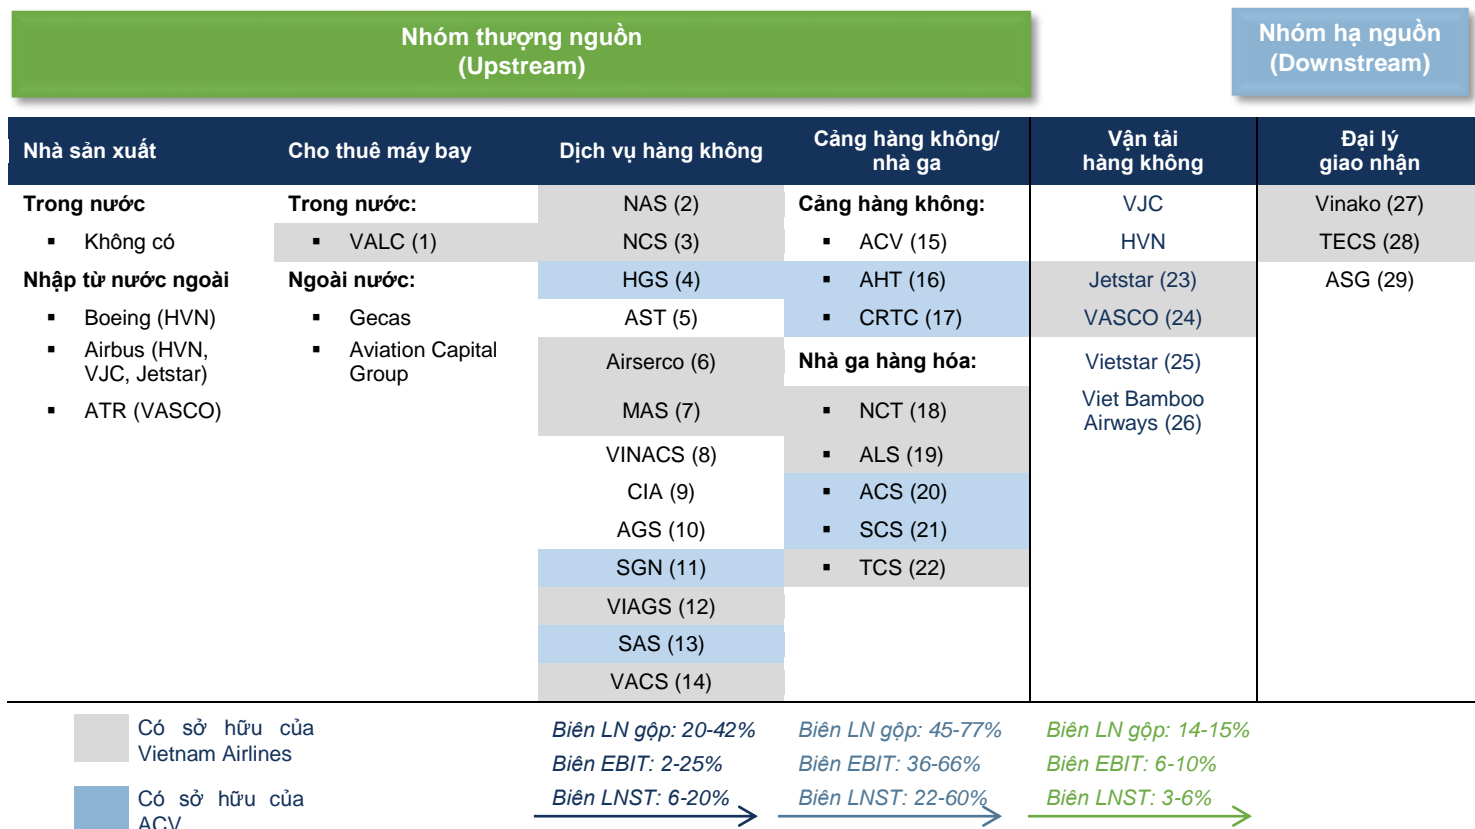 Nhóm thượng nguồn
(Upstream)
Nhóm hạ nguồn
(Downstream)
Nhà sản xuất
Cho thuê máy bay
Dịch vụ hàng không
Cảng hàng không/
nhà ga
Vận tải
hàng không
Đại lý
giao nhận
Trong nước
▪ Không có
Nhập từ nước ngoài
▪ Boeing (HVN)
▪ Airbus (HVN,
VJC, Jetstar)
▪ ATR (VASCO)
Trong nước:
▪ VALC (1)
Ngoài nước:
▪ Gecas
▪ Aviation Capital
Group
NAS (2)
NCS (3)
HGS (4)
AST (5)
Airserco (6)
MAS (7)
VINACS (8)
CIA (9)
AGS (10)
SGN (11)
VIAGS (12)
SAS (13)
VACS (14)
Cảng hàng không:
▪ ACV (15)
▪ AHT (16)
▪ CRTC (17)
Nhà ga hàng hóa:
▪ NCT (18)
▪ ALS (19)
▪ ACS (20)
▪ SCS (21)
▪ TCS (22)
VJC
HVN
Jetstar (23)
VASCO (24)
Vietstar (25)
Viet Bamboo
Airways (26)
Vinako (27)
TECS (28)
ASG (29)
Có sở hữu của
Vietnam Airlines
Có sở hữu của
ACV
Biên LN gộp: 20-42%
Biên EBIT: 2-25%
Biên LNST: 6-20%
Biên LN gộp: 45-77%
Biên EBIT: 36-66%
Biên LNST: 22-60%
Biên LN gộp: 14-15%
Biên EBIT: 6-10%
Biên LNST: 3-6%